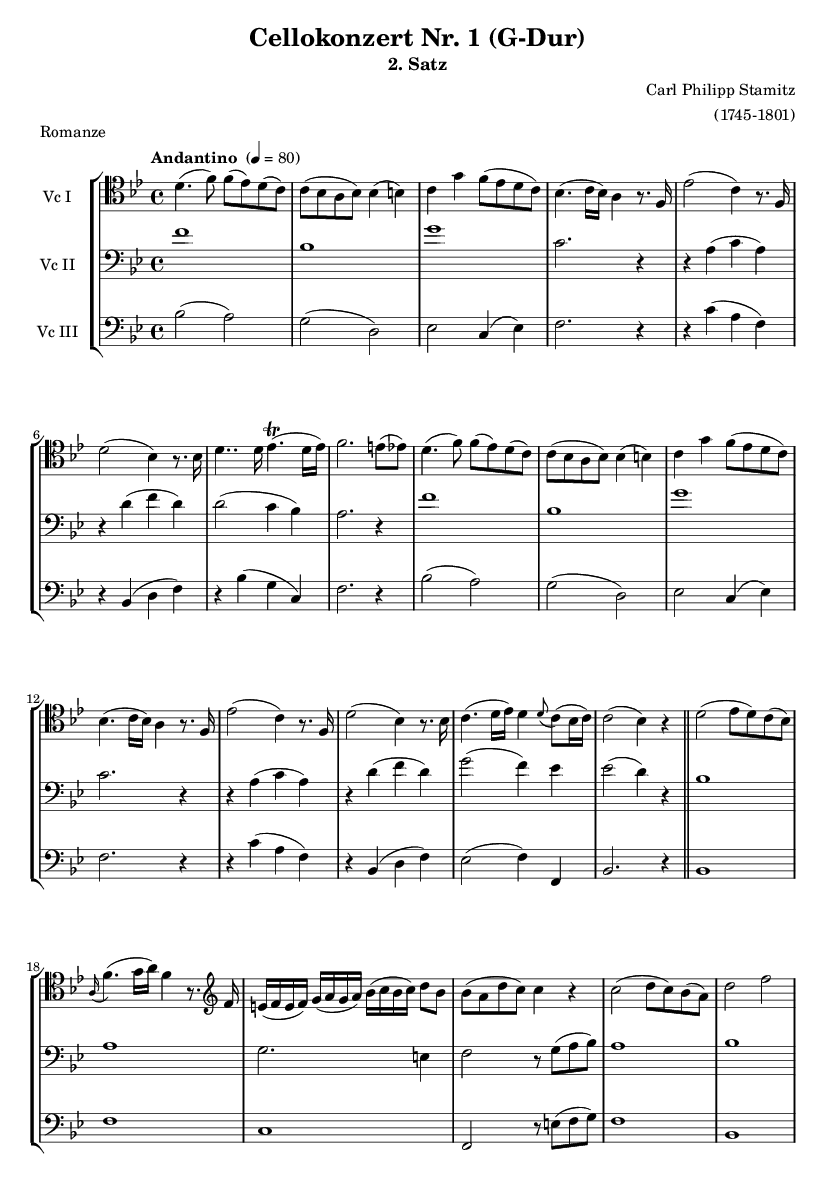 Cellokonzert Nr. 1 (G-Dur)
2. Satz
Carl Philipp Stamitz
(1745-1801)
Romanze
Andantino (♩ = 80)
Vc I
Vc II
Vc III
6
12
18